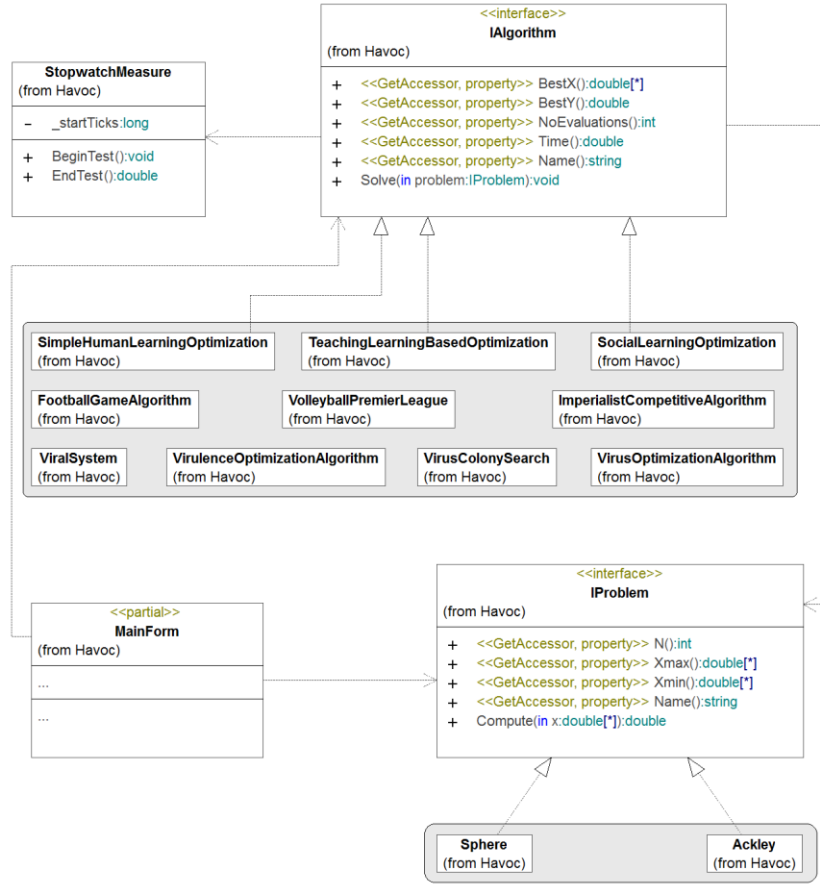 <<interface>>
IAlgorithm
(from Havoc)
+ <<GetAccessor, property>> BestX():double[*]
+ <<GetAccessor, property>> BestY():double
+ <<GetAccessor, property>> NoEvaluations():int
+ <<GetAccessor, property>> Time():double
+ <<GetAccessor, property>> Name():string
+ Solve(in problem:IProblem):void
StopwatchMeasure
(from Havoc)
- _startTicks:long
+ BeginTest():void
+ EndTest():double
SimpleHumanLearningOptimization
(from Havoc)
TeachingLearningBasedOptimization
(from Havoc)
SocialLearningOptimization
(from Havoc)
FootballGameAlgorithm
(from Havoc)
VolleyballPremierLeague
(from Havoc)
ImperialistCompetitiveAlgorithm
(from Havoc)
ViralSystem
(from Havoc)
VirulenceOptimizationAlgorithm
(from Havoc)
VirusColonySearch
(from Havoc)
VirusOptimizationAlgorithm
(from Havoc)
<<partial>>
MainForm
(from Havoc)
...
...
<<interface>>
IProblem
(from Havoc)
+ <<GetAccessor, property>> N():int
+ <<GetAccessor, property>> Xmax():double[*]
+ <<GetAccessor, property>> Xmin():double[*]
+ <<GetAccessor, property>> Name():string
+ Compute(in x:double[*]):double
Sphere
(from Havoc)
Ackley
(from Havoc)